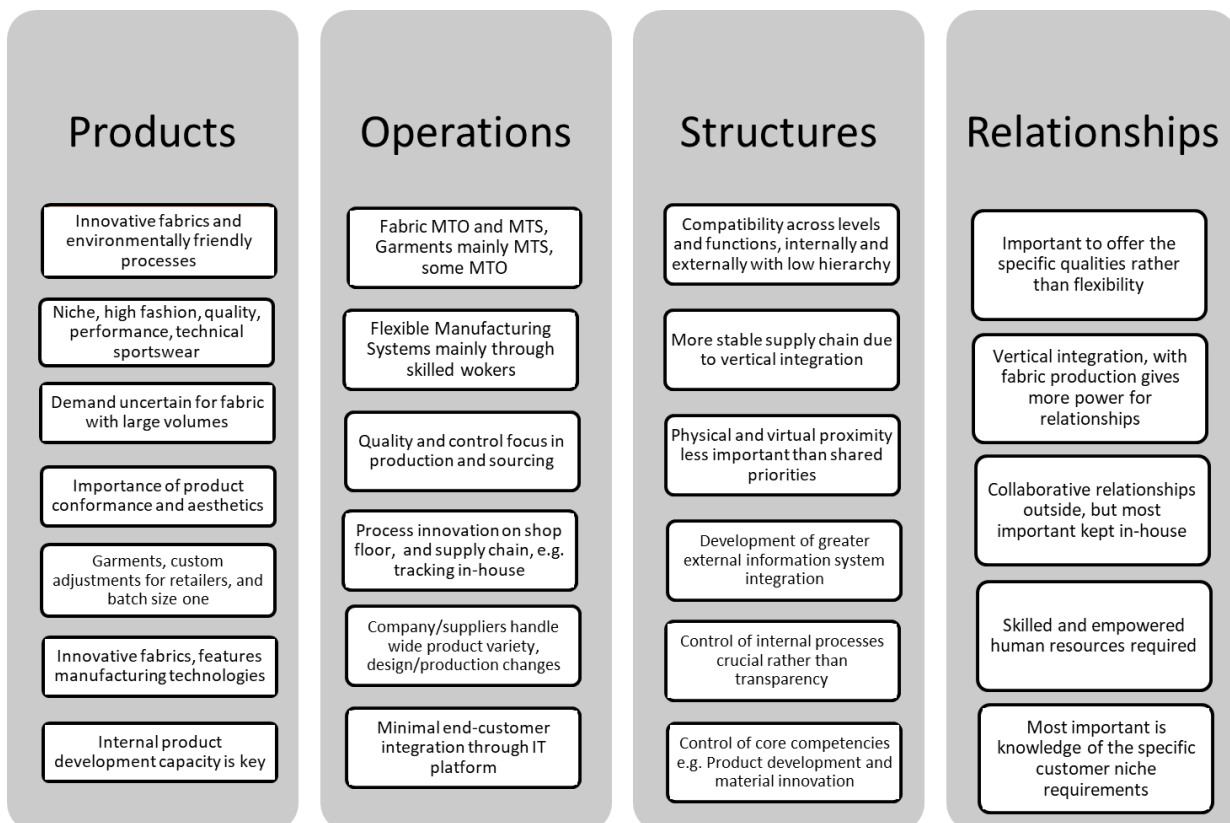 Products
Innovative fabrics and
environmentally friendly
processes
Niche, high fashion, quality,
performance, technical
sportswear
Demand uncertain for fabric
with large volumes
Importance of product
conformance and aesthetics
Garments, custom
adjustments for retailers, and
batch size one
Innovative fabrics, features
manufacturing technologies
Internal product
development capacity is key
Operations
Fabric MTO and MTS,
Garments mainly MTS,
some MTO
Flexible Manufacturing
Systems mainly through
skilled wokers
Quality and control focus in
production and sourcing
Process innovation on shop
floor, and supply chain, e.g.
tracking in-house
Company/suppliers handle
wide product variety,
design/production changes
Minimal end-customer
integration through IT
platform
Structures
Compatibility across levels
and functions, internally and
externally with low hierarchy
More stable supply chain due
to vertical integration
Physical and virtual proximity
less important than shared
priorities
Development of greater
external information system
integration
Control of internal processes
crucial rather than
transparency
Control of core competencies
e.g. Product development and
material innovation
Relationships
Important to offer the
specific qualities rather
than flexibility
Vertical integration, with
fabric production gives
more power for
relationships
Collaborative relationships
outside, but most
important kept in-house
Skilled and empowered
human resources required
Most important is
knowledge of the specific
customer niche
requirements